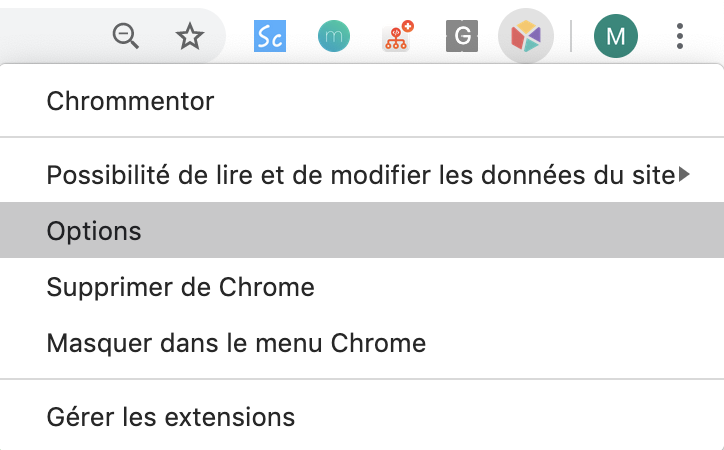 Sc
m
G
M
Chrommentor
Possibilité de lire et de modifier les données du site
Options
Supprimer de Chrome
Masquer dans le menu Chrome
Gérer les extensions